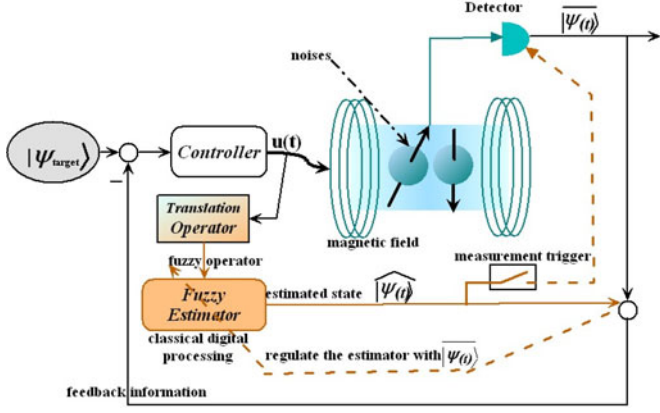 Detector
|ψ(t)⟩
noises
|ψtarget⟩
−
Controller
u(t)
Translation
Operator
magnetic field
fuzzy operator
measurement trigger
Fuzzy
Estimator
estimated state
|ψ(t)⟩
classical digital
processing
regulate the estimator with |ψ(t)⟩
feedback information